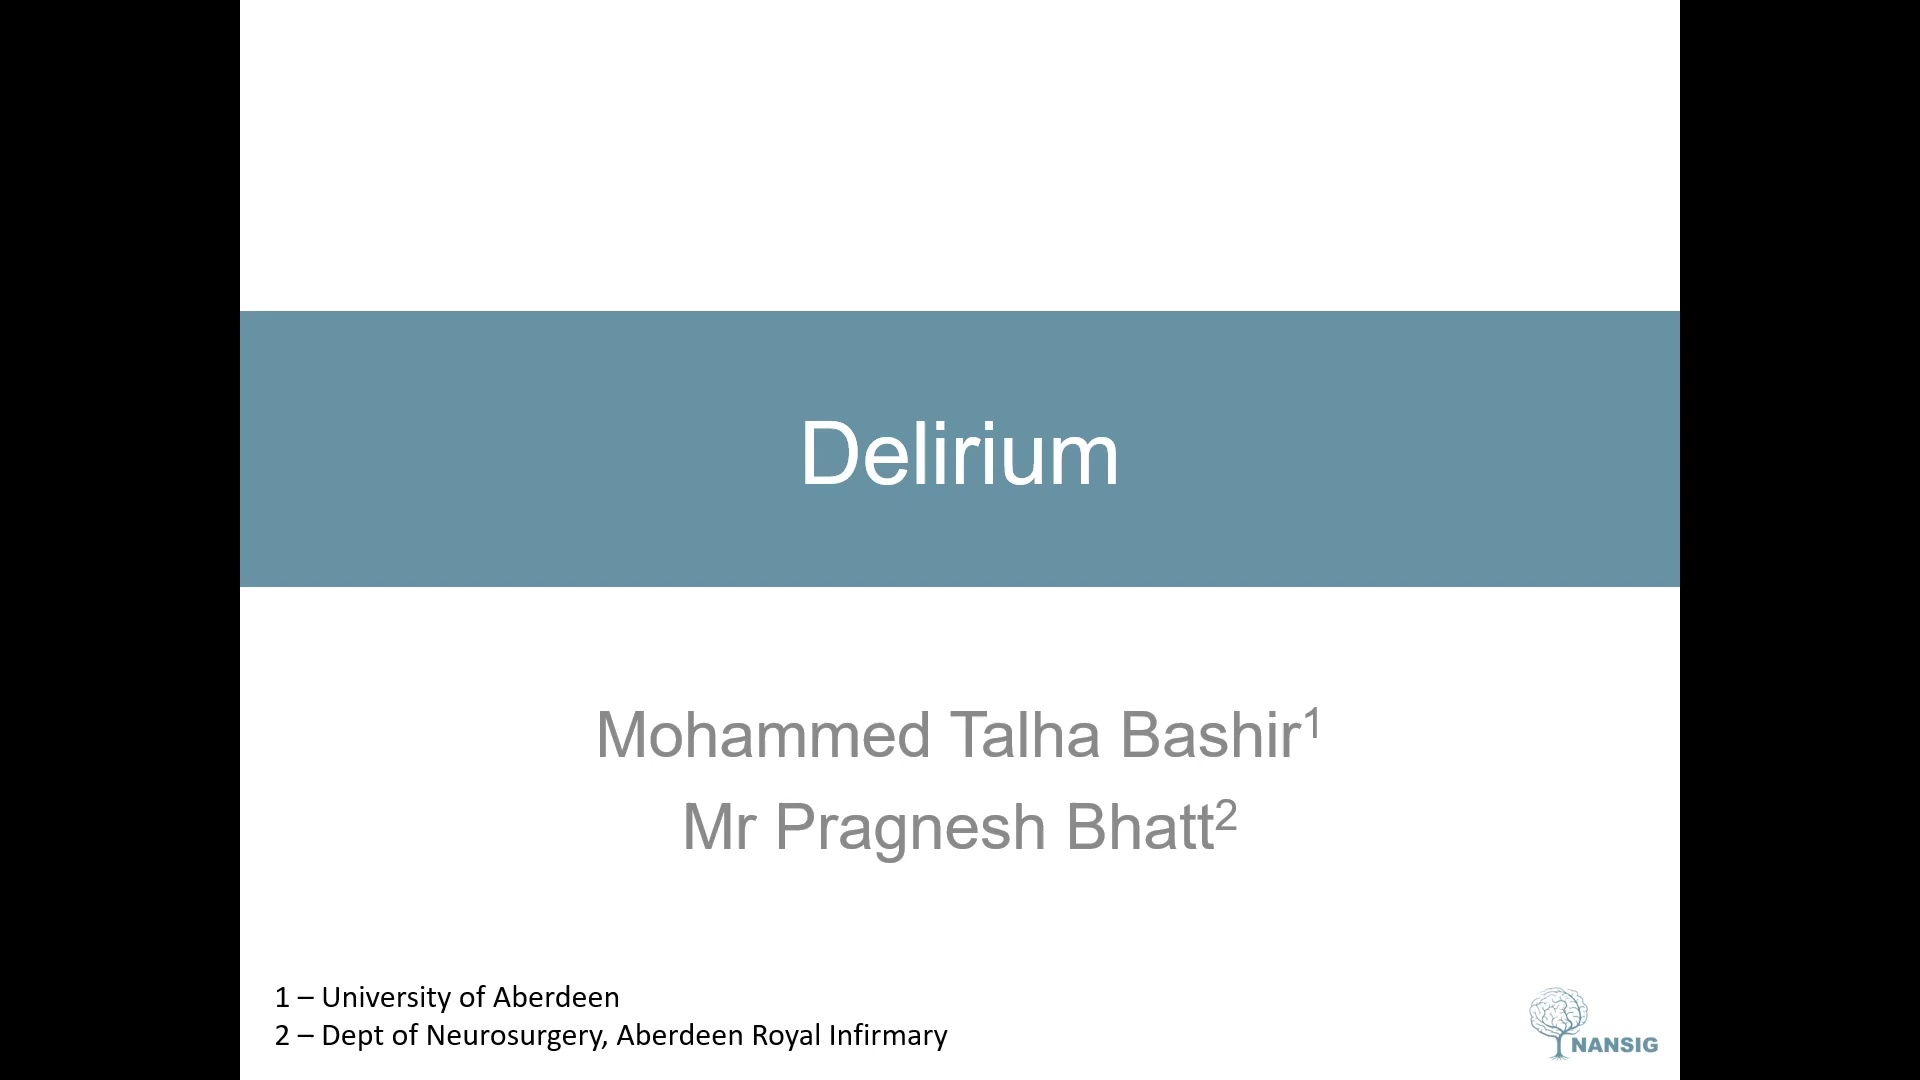 Delirium
Mohammed Talha Bashir¹
Mr Pragnesh Bhatt²
1 – University of Aberdeen
2 – Dept of Neurosurgery, Aberdeen Royal Infirmary
NANSIG